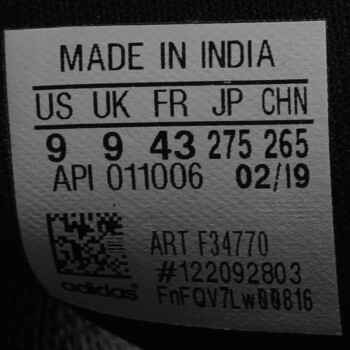 MADE IN INDIA
US UK FR JP CHN
9 9 43 275 265
API 011006 02/19
ART F34770
#122092803
adidas FnFQV7Lw00816